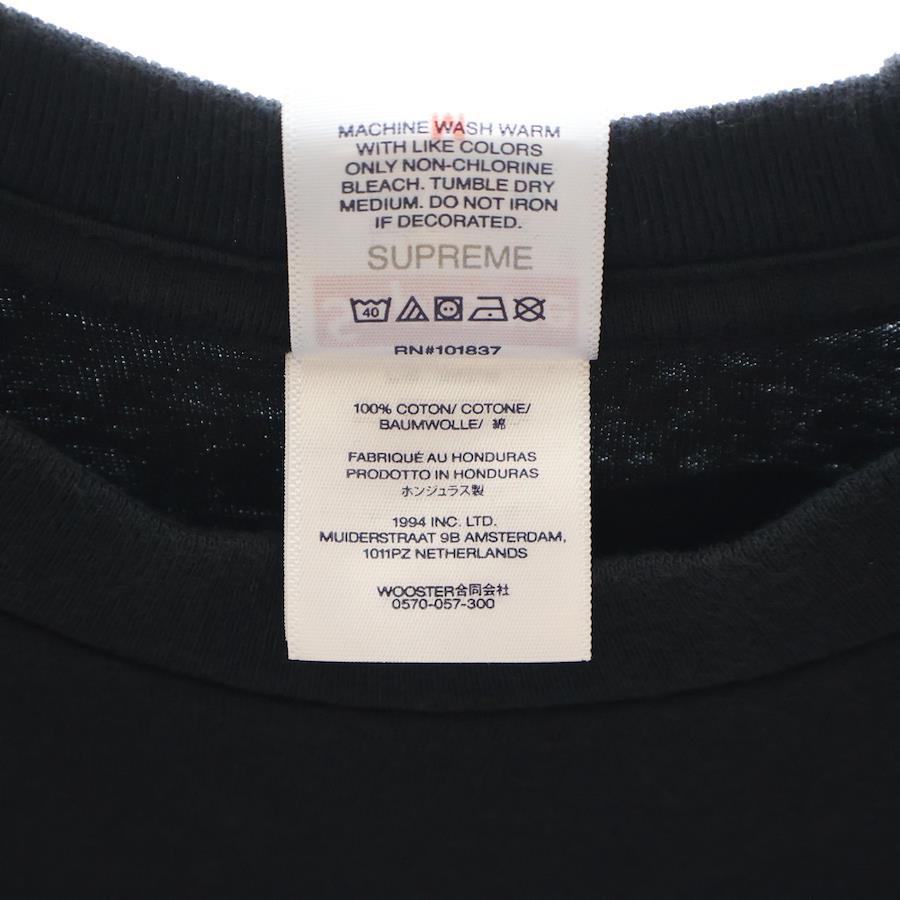 MACHINE WASH WARM
WITH LIKE COLORS
ONLY NON-CHLORINE
BLEACH. TUMBLE DRY
MEDIUM. DO NOT IRON
IF DECORATED.
SUPREME
40
RN#101837
100% COTON/ COTONE/
BAUMWOLLE/ 綿
FABRIQUÉ AU HONDURAS
PRODOTTO IN HONDURAS
ホンジュラス製
1994 INC. LTD.
MUIDERSTRAAT 9B AMSTERDAM,
1011PZ NETHERLANDS
WOOSTER合同会社
0570-057-300